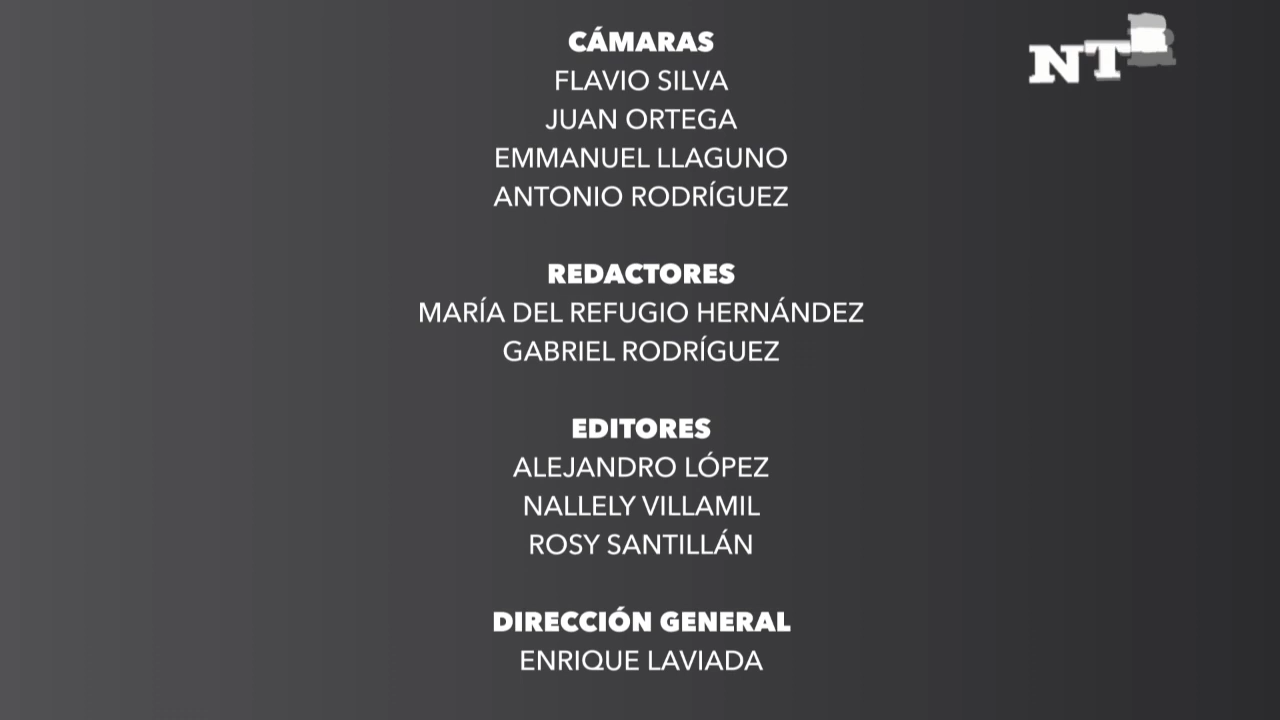 CÁMARAS
FLAVIO SILVA
JUAN ORTEGA
EMMANUEL LLAGUNO
ANTONIO RODRÍGUEZ
REDACTORES
MARÍA DEL REFUGIO HERNÁNDEZ
GABRIEL RODRÍGUEZ
EDITORES
ALEJANDRO LÓPEZ
NALLELY VILLAMIL
ROSY SANTILLÁN
DIRECCIÓN GENERAL
ENRIQUE LAVIADA
NTR